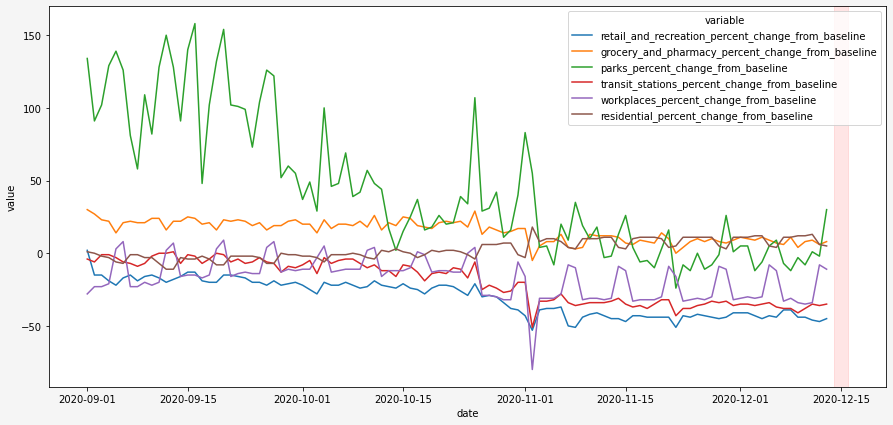 variable
retail_and_recreation_percent_change_from_baseline
grocery_and_pharmacy_percent_change_from_baseline
parks_percent_change_from_baseline
transit_stations_percent_change_from_baseline
workplaces_percent_change_from_baseline
residential_percent_change_from_baseline
150
100
50
0
−50
value
2020-09-01 2020-09-15 2020-10-01 2020-10-15 2020-11-01 2020-11-15 2020-12-01 2020-12-15
date